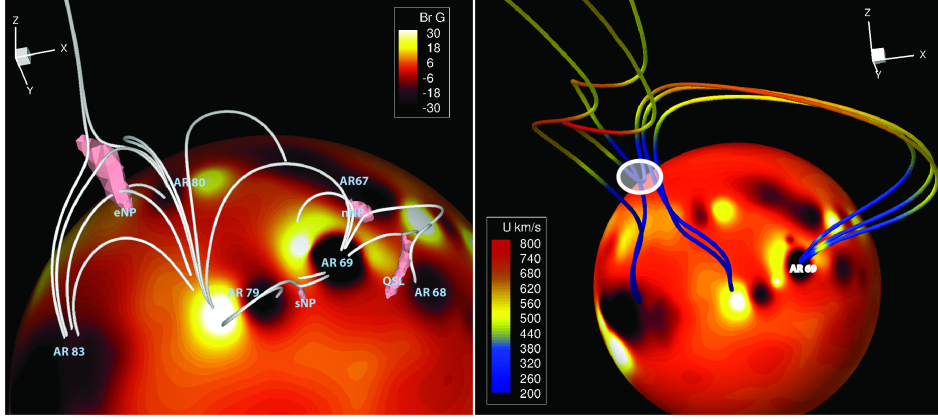 Z
X
Y
Br G
30
18
6
-6
-18
-30
AR 80
AR67
eNP
mNP
AR 69
QSL
AR 79
sNP
AR 68
AR 83
Z
X
Y
AR 69
U km/s
800
740
680
620
560
500
440
380
320
260
200